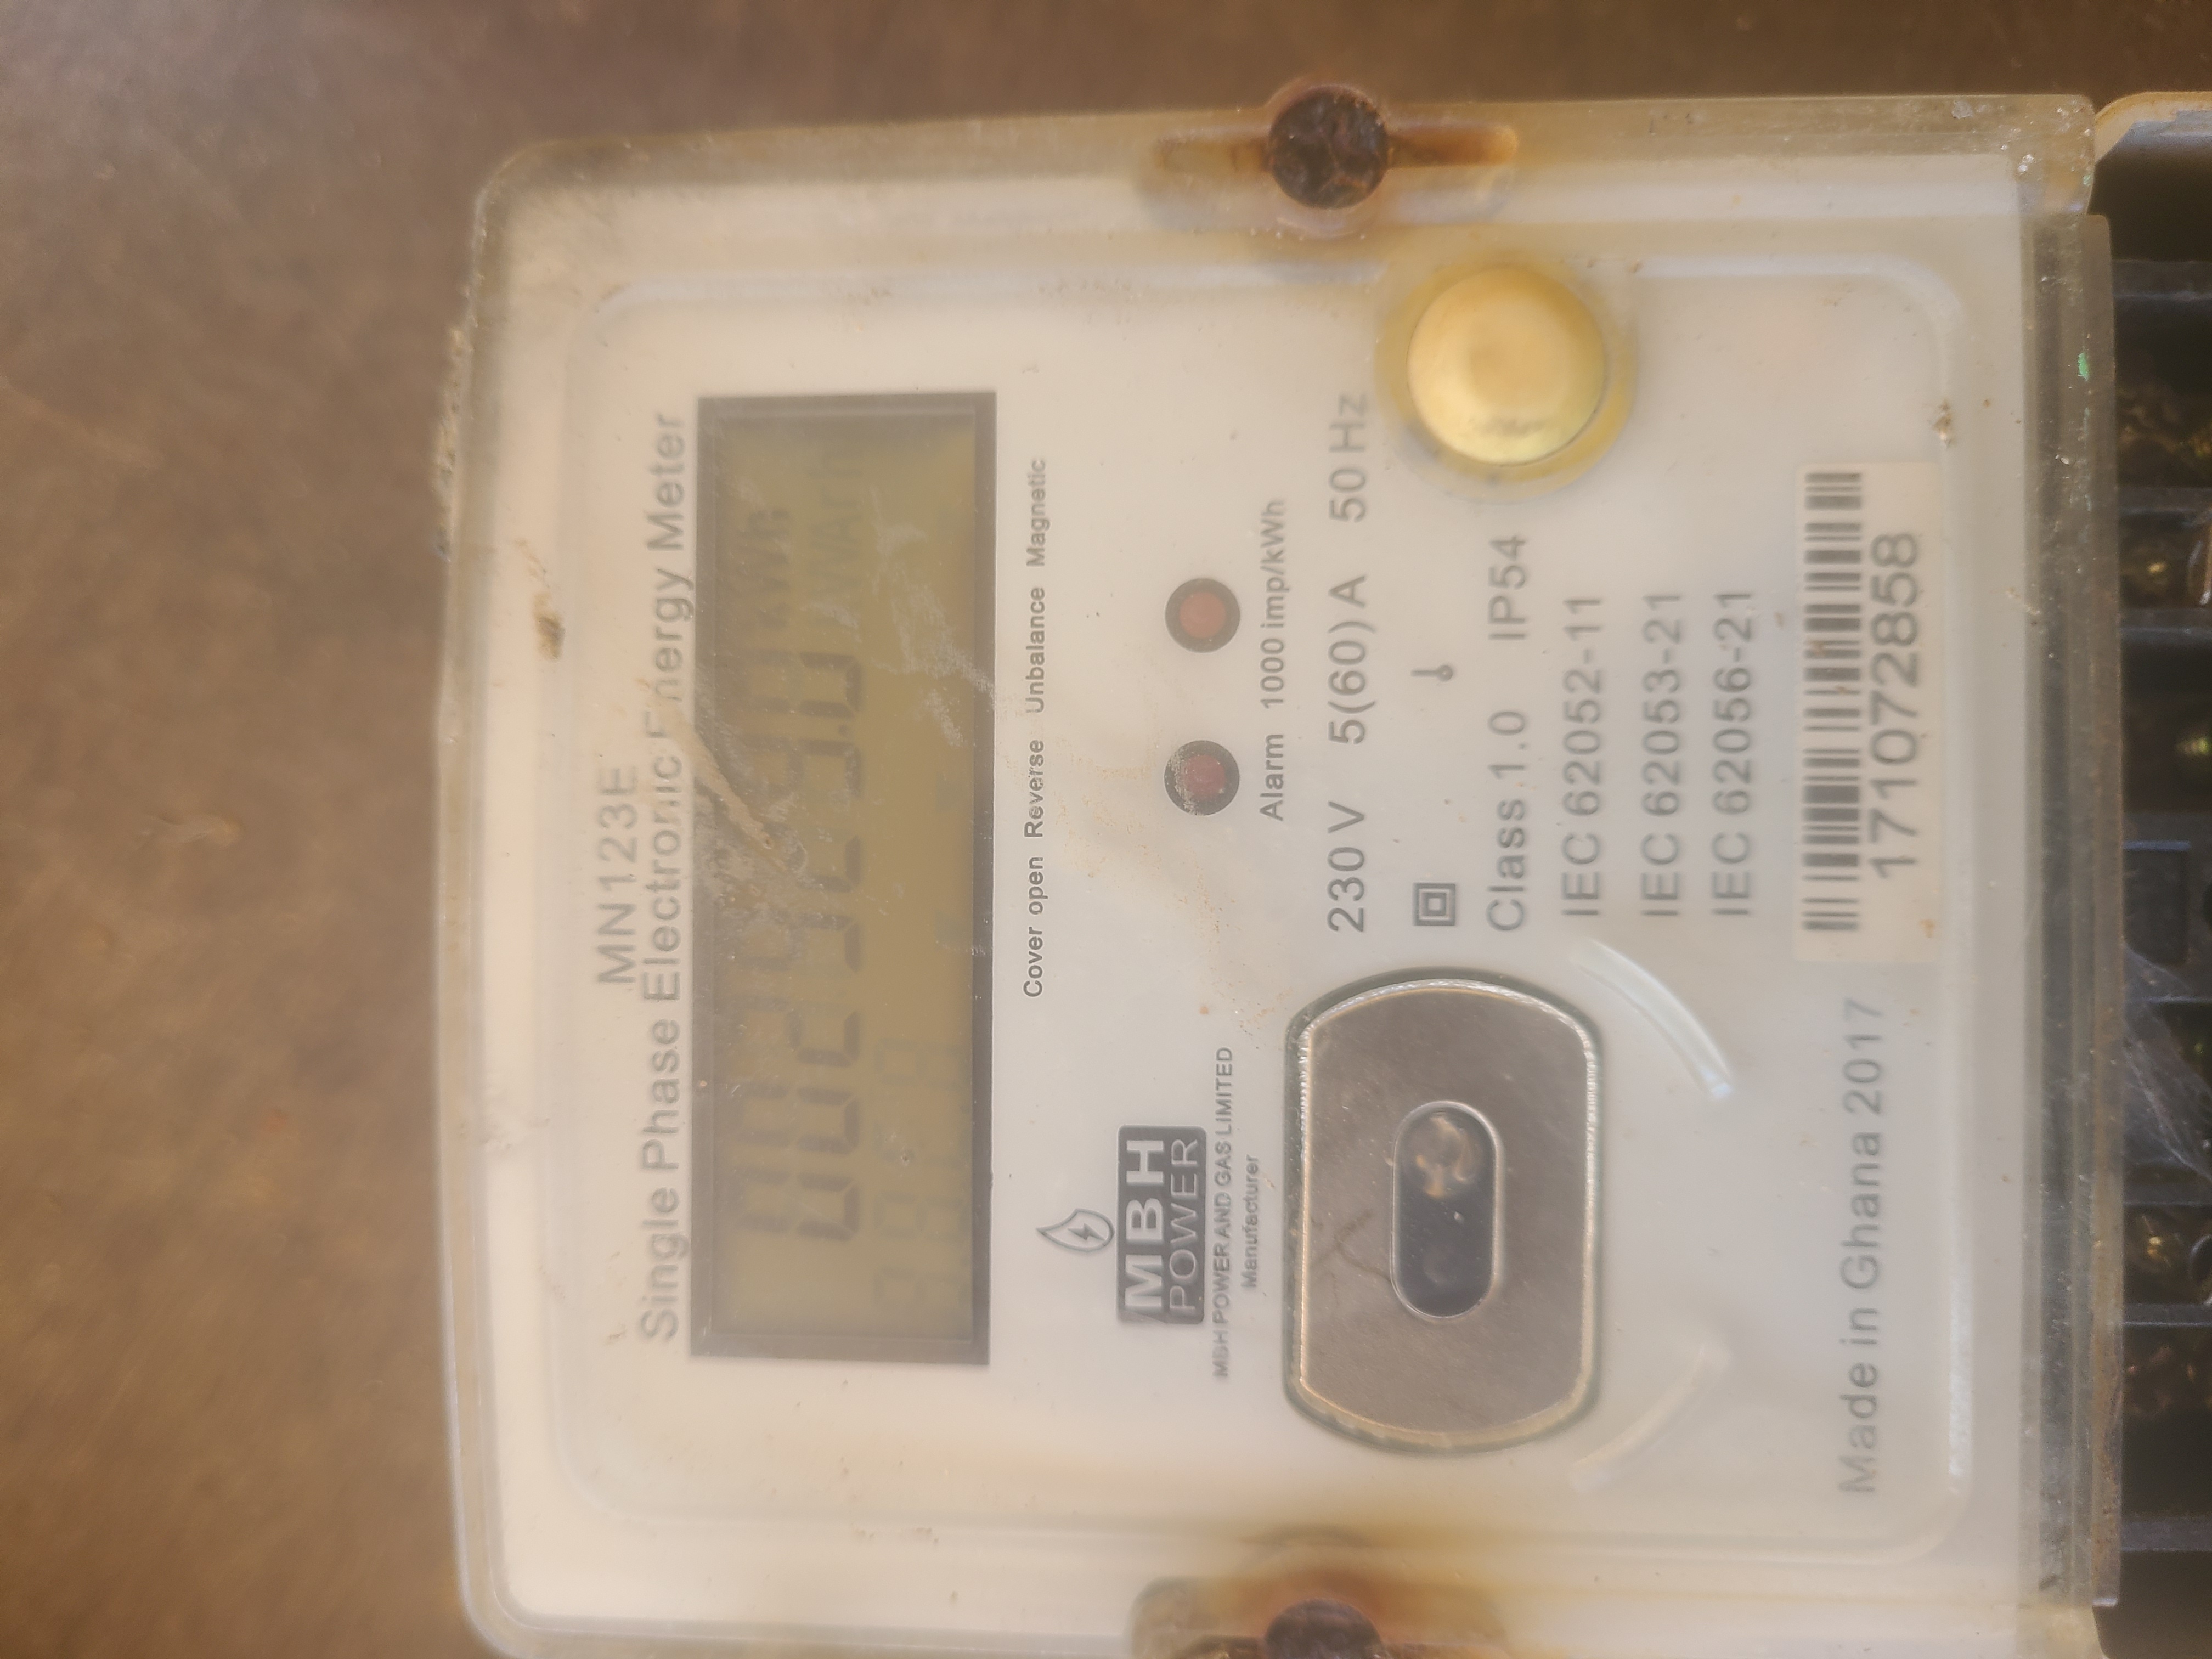 MN123E
Single Phase Electronic Energy Meter
kWh
Cover open Reverse Unbalance Magnetic
MBH
POWER
MBH POWER AND GAS LIMITED
Manufacturer
Alarm 1000 imp/kWh
230 V 5(60) A 50 Hz
Class 1.0 IP54
IEC 62052-11
IEC 62053-21
IEC 62056-21
Made in Ghana 2017
171072858